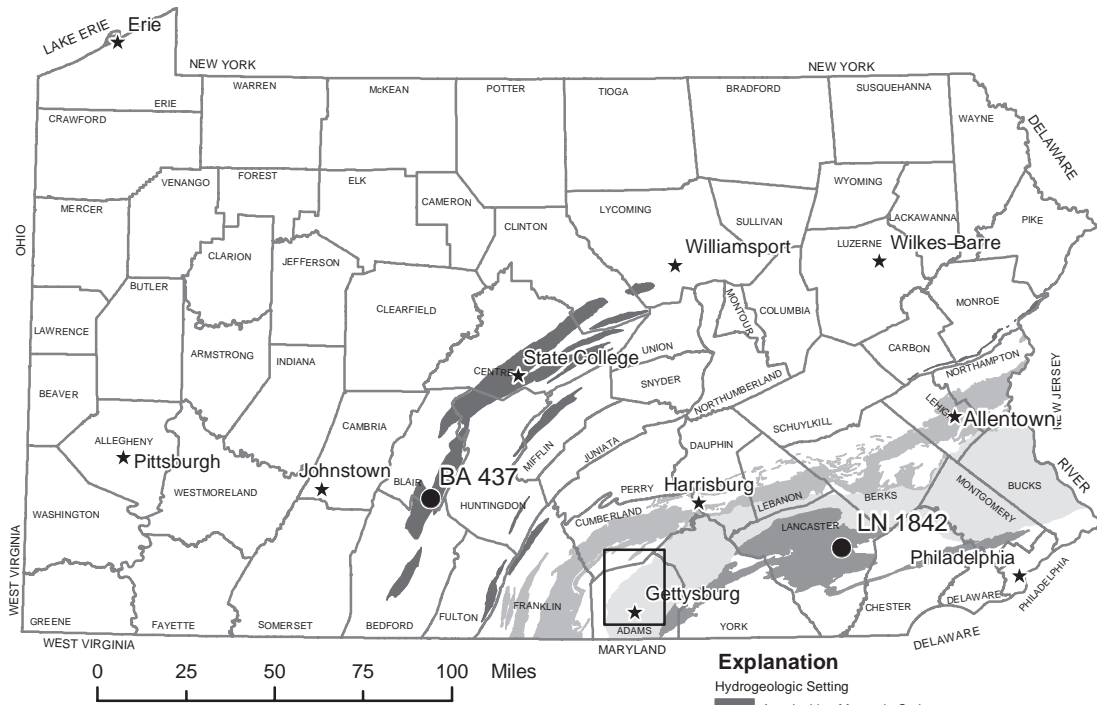 LAKE ERIE
Erie
NEW YORK
NEW YORK
ERIE
WARREN
McKEAN
POTTER
TIOGA
BRADFORD
SUSQUEHANNA
CRAWFORD
WAYNE
DELAWARE
VENANGO
FOREST
ELK
CAMERON
WYOMING
LACKAWANNA
MERCER
CLINTON
LYCOMING
SULLIVAN
PIKE
OHIO
CLARION
JEFFERSON
Williamsport
LUZERNE
Wilkes-Barre
BUTLER
CLEARFIELD
MONTOUR
COLUMBIA
MONROE
LAWRENCE
ARMSTRONG
INDIANA
CENTRE
State College
UNION
SNYDER
NORTHUMBERLAND
CARBON
NORTHAMPTON
BEAVER
CAMBRIA
LEHIGH
Allentown
NEW JERSEY
ALLEGHENY
Pittsburgh
Johnstown
BLAIR
BA 437
MIFFLIN
JUNIATA
DAUPHIN
SCHUYLKILL
RIVER
WESTMORELAND
HUNTINGDON
PERRY
Harrisburg
LEBANON
BERKS
MONTGOMERY
BUCKS
WASHINGTON
CUMBERLAND
LANCASTER
LN 1842
WEST VIRGINIA
Philadelphia
PHILADELPHIA
Gettysburg
DELAWARE
GREENE
FAYETTE
SOMERSET
BEDFORD
FULTON
FRANKLIN
ADAMS
YORK
CHESTER
WEST VIRGINIA
MARYLAND
DELAWARE
0 25 50 75 100 Miles
Explanation
Hydrogeologic Setting